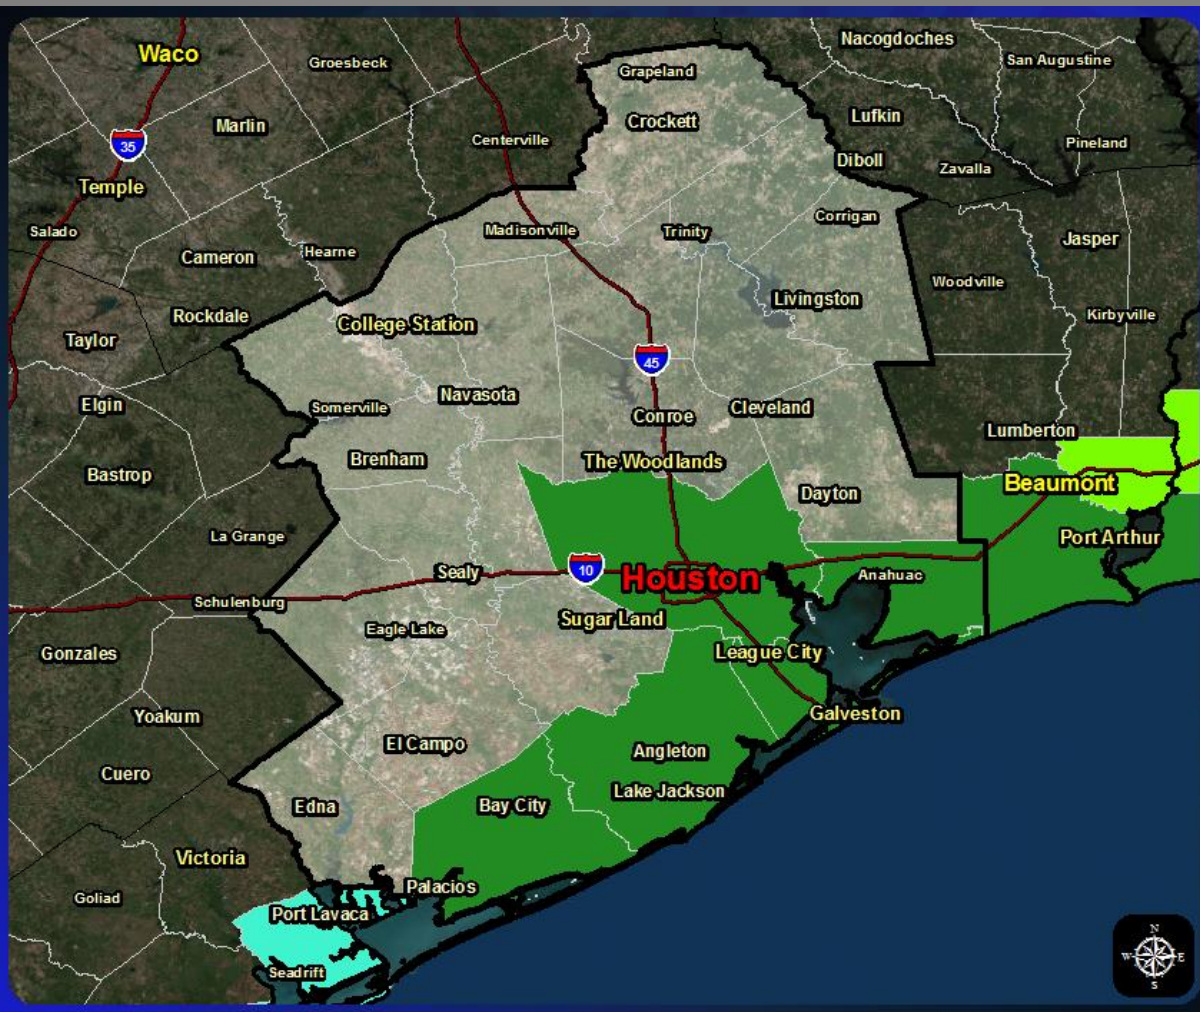 Nacogdoches
Waco
San Augustine
Groesbeck
Grapeland
Lufkin
Crockett
Marlin
Centerville
35
Pineland
Diboll
Zavalla
Temple
Corrigan
Salado
Madisonville
Trinity
Jasper
Hearne
Cameron
Woodville
Livingston
Rockdale
Kirbyville
College Station
Taylor
45
Navasota
Elgin
Somerville
Cleveland
Conroe
Lumberton
Brenham
The Woodlands
Bastrop
Beaumont
Dayton
La Grange
Port Arthur
Sealy
10
Houston
Anahuac
Schulenburg
Sugar Land
Eagle Lake
Gonzales
League City
Yoakum
Galveston
El Campo
Angleton
Cuero
Lake Jackson
Edna
Bay City
Victoria
Palacios
Goliad
Port Lavaca
N
W E
S
Seadrift